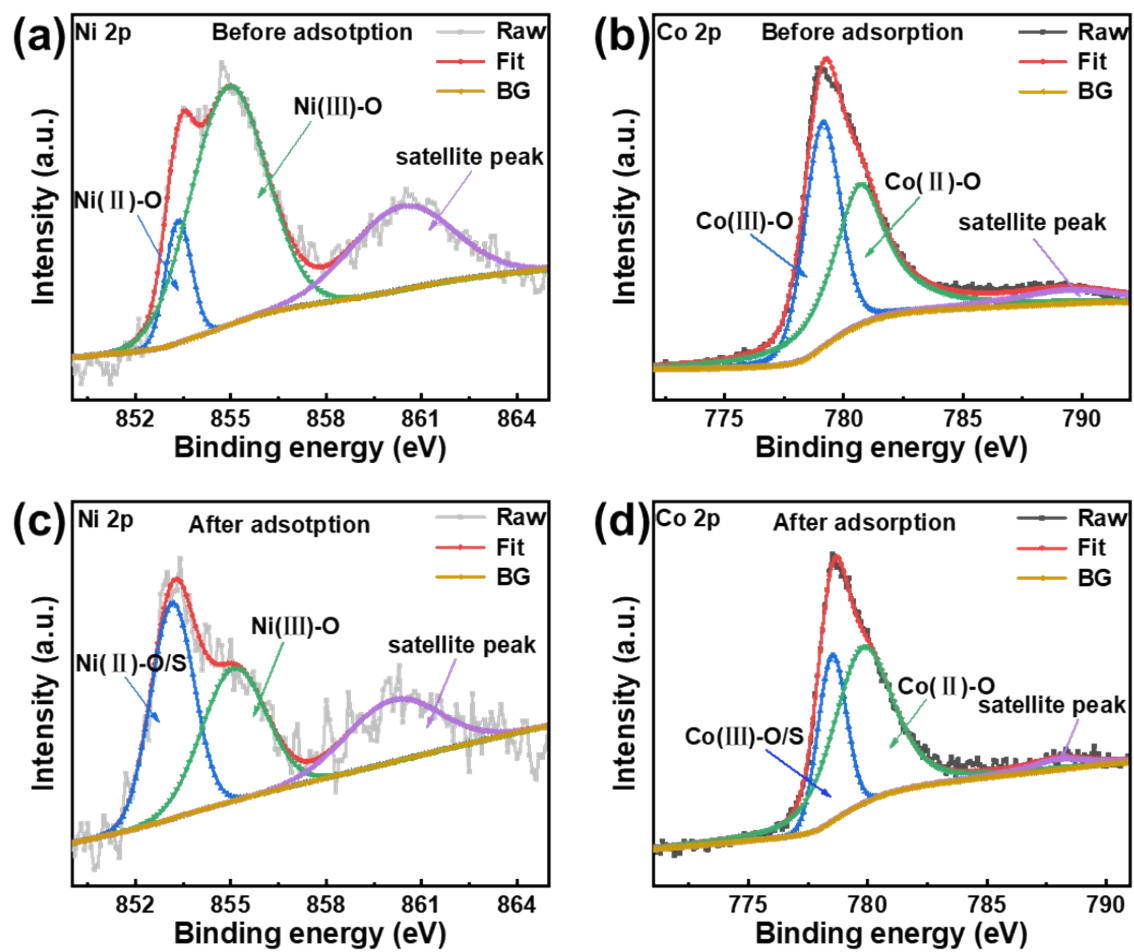 (a)
Ni 2p
Before adsotption
Raw
Fit
BG
Ni(Ⅲ)-O
satellite peak
Ni(Ⅱ)-O
Intensity (a.u.)
852 855 858 861 864
Binding energy (eV)
(b)
Co 2p
Before adsorption
Raw
Fit
BG
Co(Ⅱ)-O
Co(III)-O
satellite peak
Intensity (a.u.)
775 780 785 790
Binding energy (eV)
(c)
Ni 2p
After adsotption
Raw
Fit
BG
Ni(III)-O
satellite peak
Ni(Ⅱ)-O/S
Intensity (a.u.)
852 855 858 861 864
Binding energy (eV)
(d)
Co 2p
After adsorption
Raw
Fit
BG
Co(Ⅱ)-O
satellite peak
Co(III)-O/S
Intensity (a.u.)
775 780 785 790
Binding energy (eV)